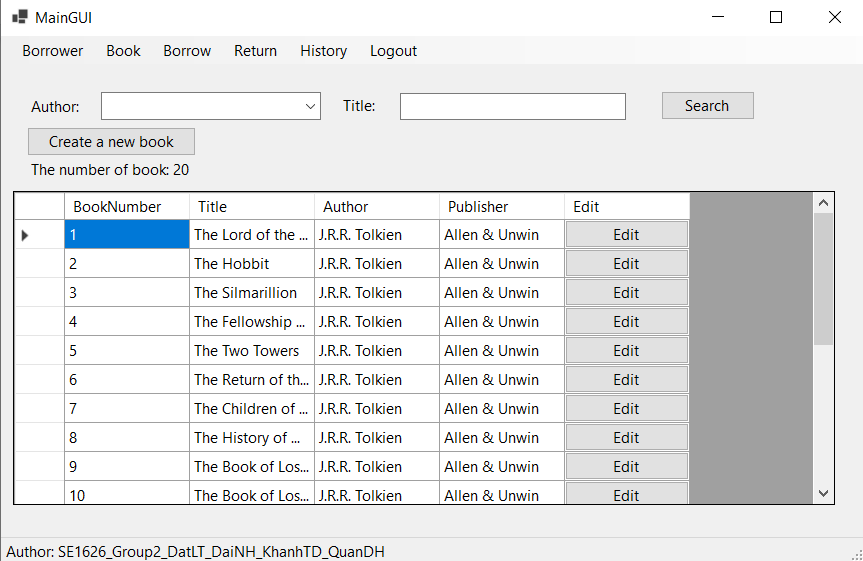 MainGUI
Borrower Book Borrow Return History Logout
Author: Title: Search
Create a new book
The number of book: 20
BookNumber Title Author Publisher Edit
1 The Lord of the ... J.R.R. Tolkien Allen & Unwin Edit
2 The Hobbit J.R.R. Tolkien Allen & Unwin Edit
3 The Silmarillion J.R.R. Tolkien Allen & Unwin Edit
4 The Fellowship ... J.R.R. Tolkien Allen & Unwin Edit
5 The Two Towers J.R.R. Tolkien Allen & Unwin Edit
6 The Return of th... J.R.R. Tolkien Allen & Unwin Edit
7 The Children of ... J.R.R. Tolkien Allen & Unwin Edit
8 The History of ... J.R.R. Tolkien Allen & Unwin Edit
9 The Book of Los... J.R.R. Tolkien Allen & Unwin Edit
10 The Book of Los... J.R.R. Tolkien Allen & Unwin Edit
Author: SE1626_Group2_DatLT_DaiNH_KhanhTD_QuanDH